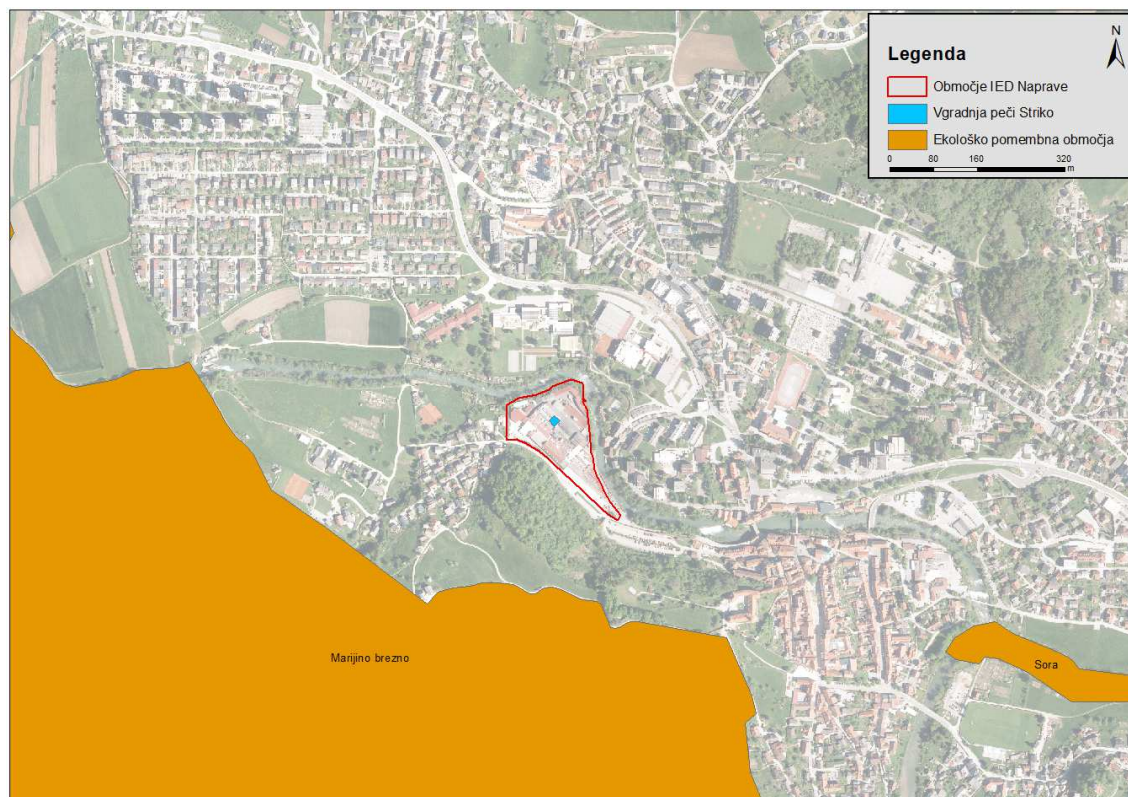 N
Legenda
Območje IED Naprave
Vgradnja peči Striko
Ekološko pomembna območja
0 80 160 320
m
Marijino brezno
Sora